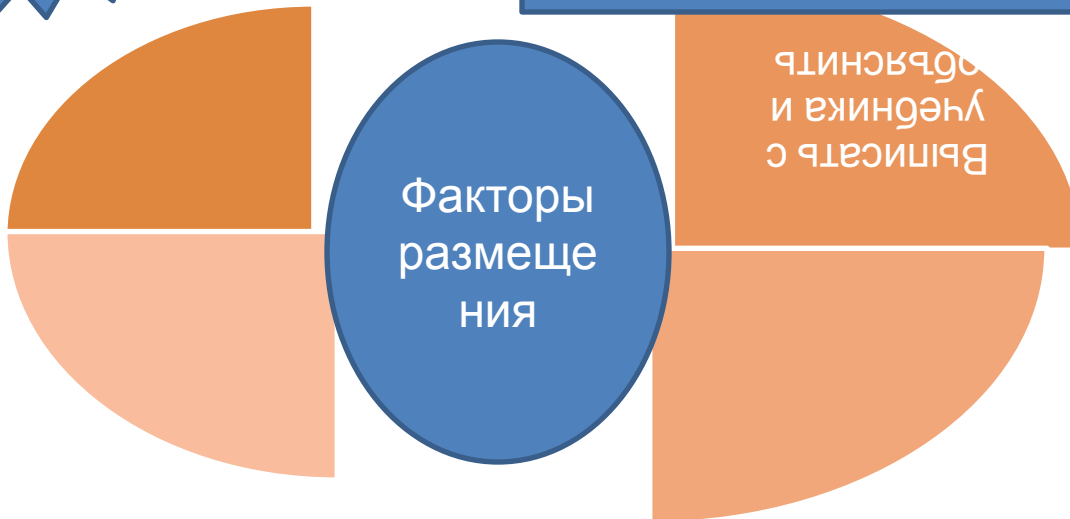 Выписать с
учебника и
объяснить
Факторы
размеще
ния